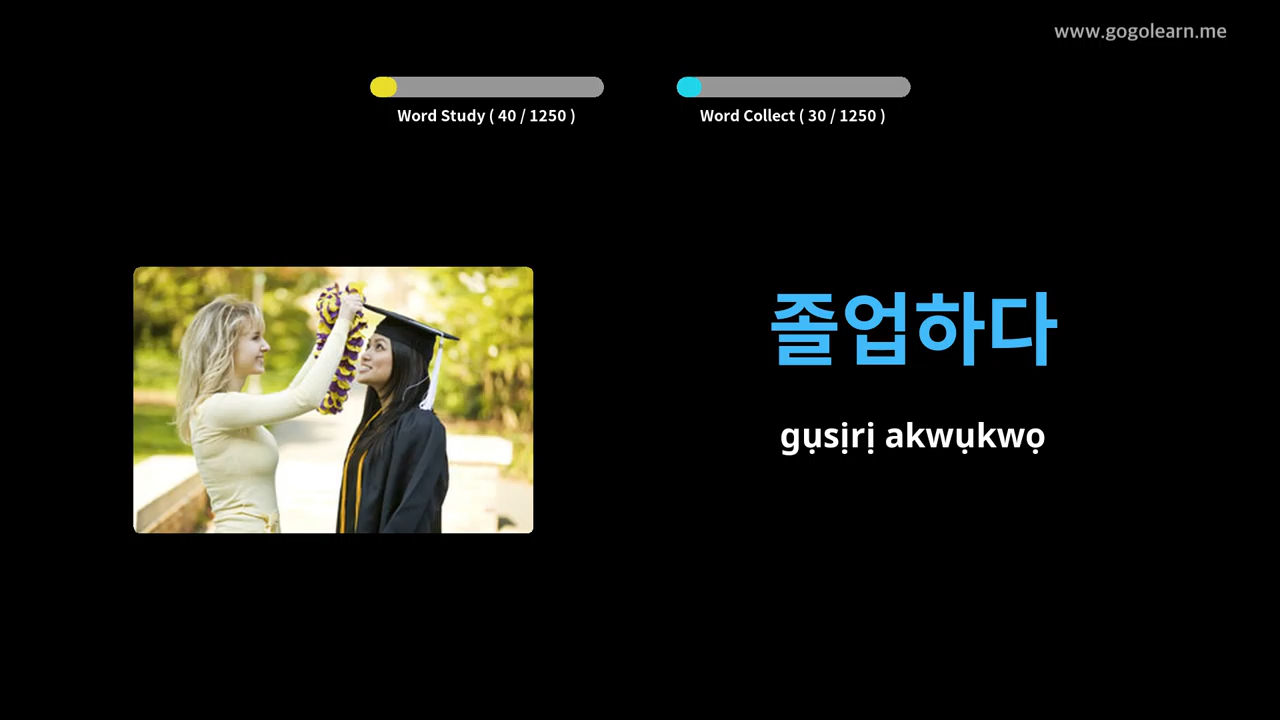 www.gogolearn.me
Word Study ( 40 / 1250 )
Word Collect ( 30 / 1250 )
졸업하다
gụsịrị akwụkwọ